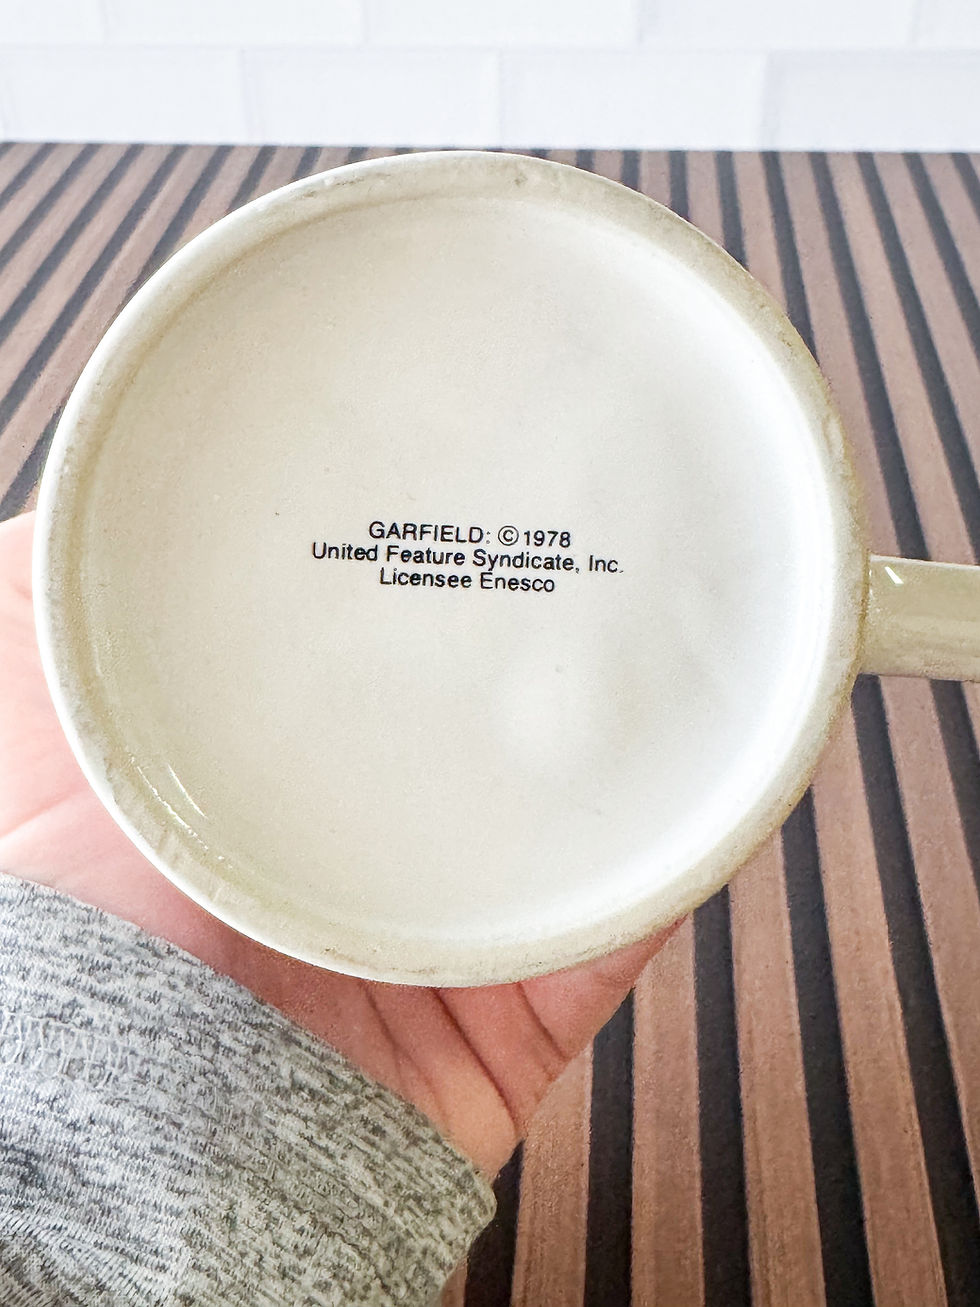 GARFIELD: ©1978
United Feature Syndicate, Inc.
Licensee Enesco